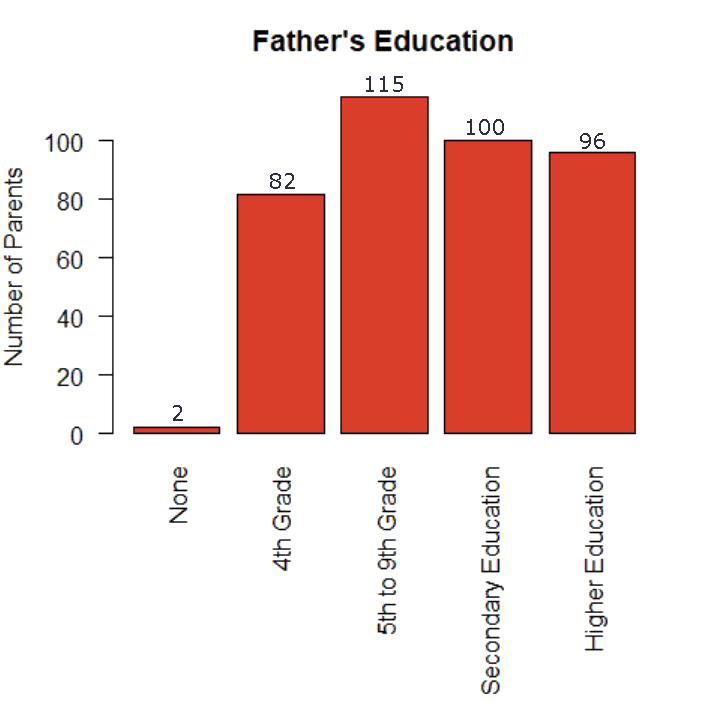 Father's Education
115
100
96
82
2
100
80
60
40
20
0
Number of Parents
None
4th Grade
5th to 9th Grade
Secondary Education
Higher Education